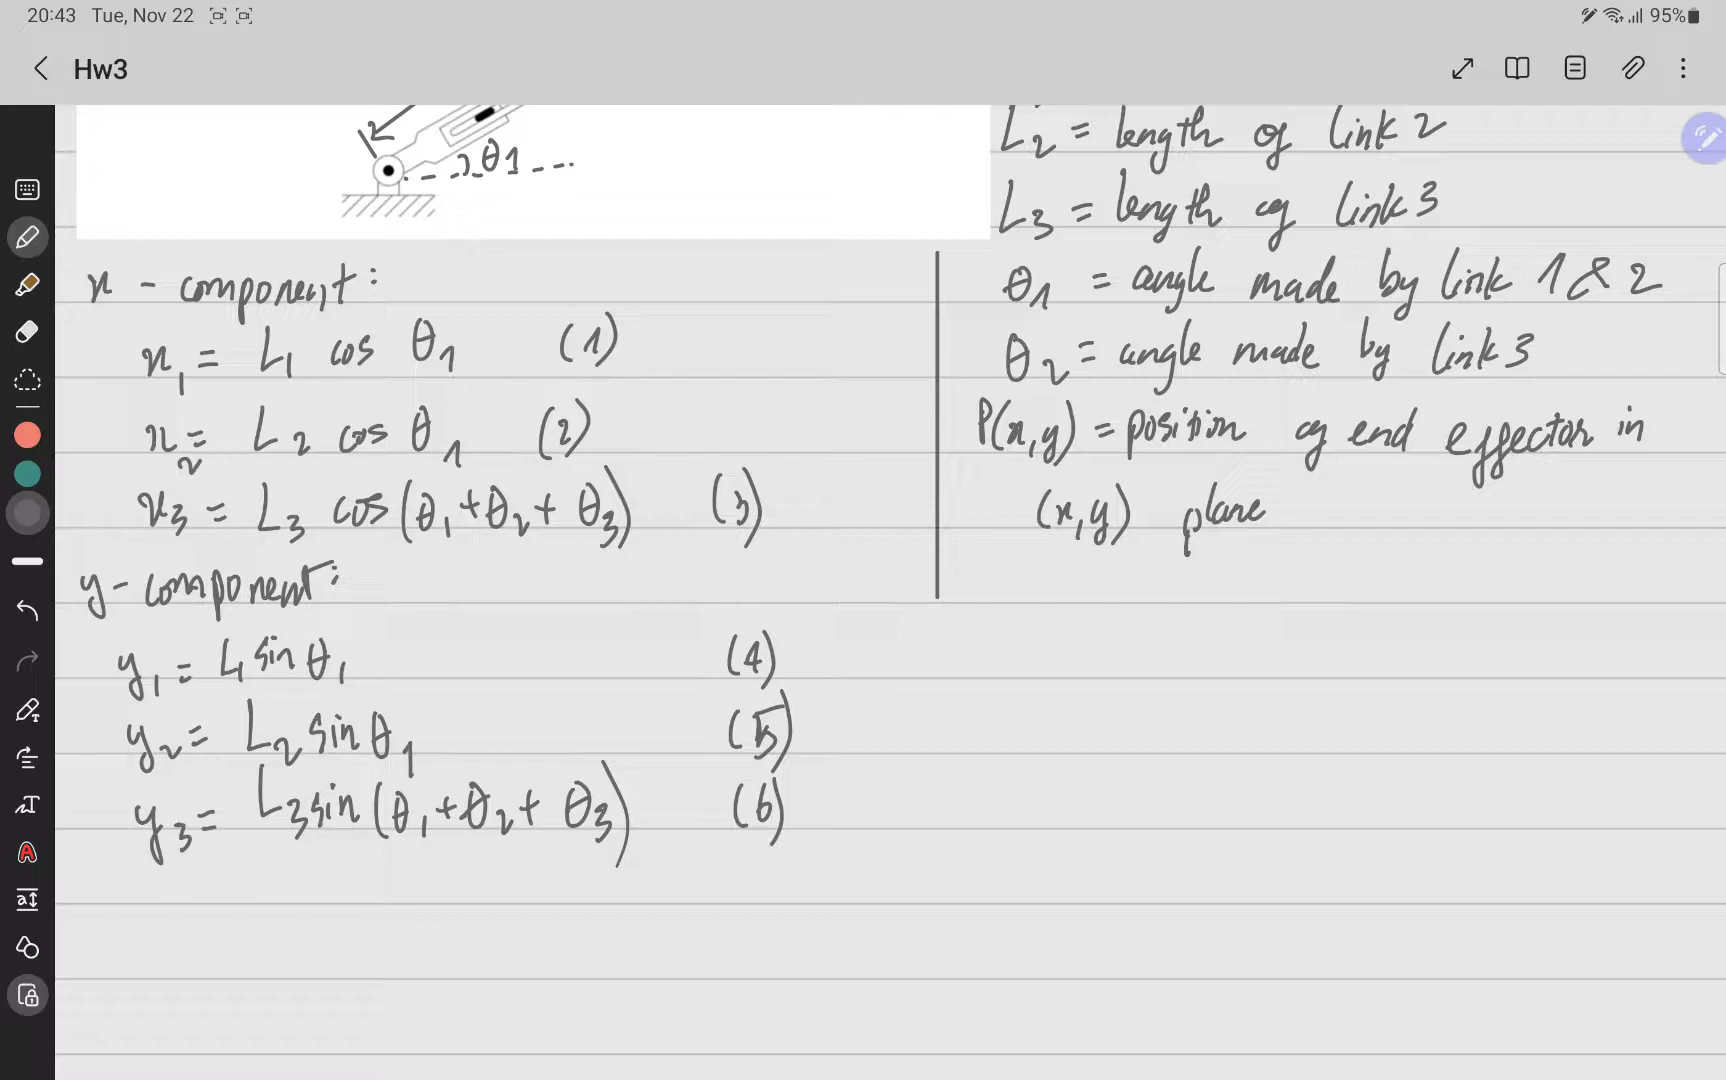 20:43 Tue, Nov 22 95%
Hw3
θ1
L2 = length of link 2
L3 = length of link 3
x - component:
x1 = L1 cos θ1 (1)
x2 = L2 cos θ1 (2)
x3 = L3 cos(θ1+θ2+θ3) (3)
y - component:
y1 = L1 sin θ1 (4)
y2 = L2 sin θ1 (5)
y3 = L3 sin(θ1+θ2+θ3) (6)
θ1 = angle made by link 1 & 2
θ2 = angle made by link 3
P(x,y) = position of end effector in
(x,y) plane